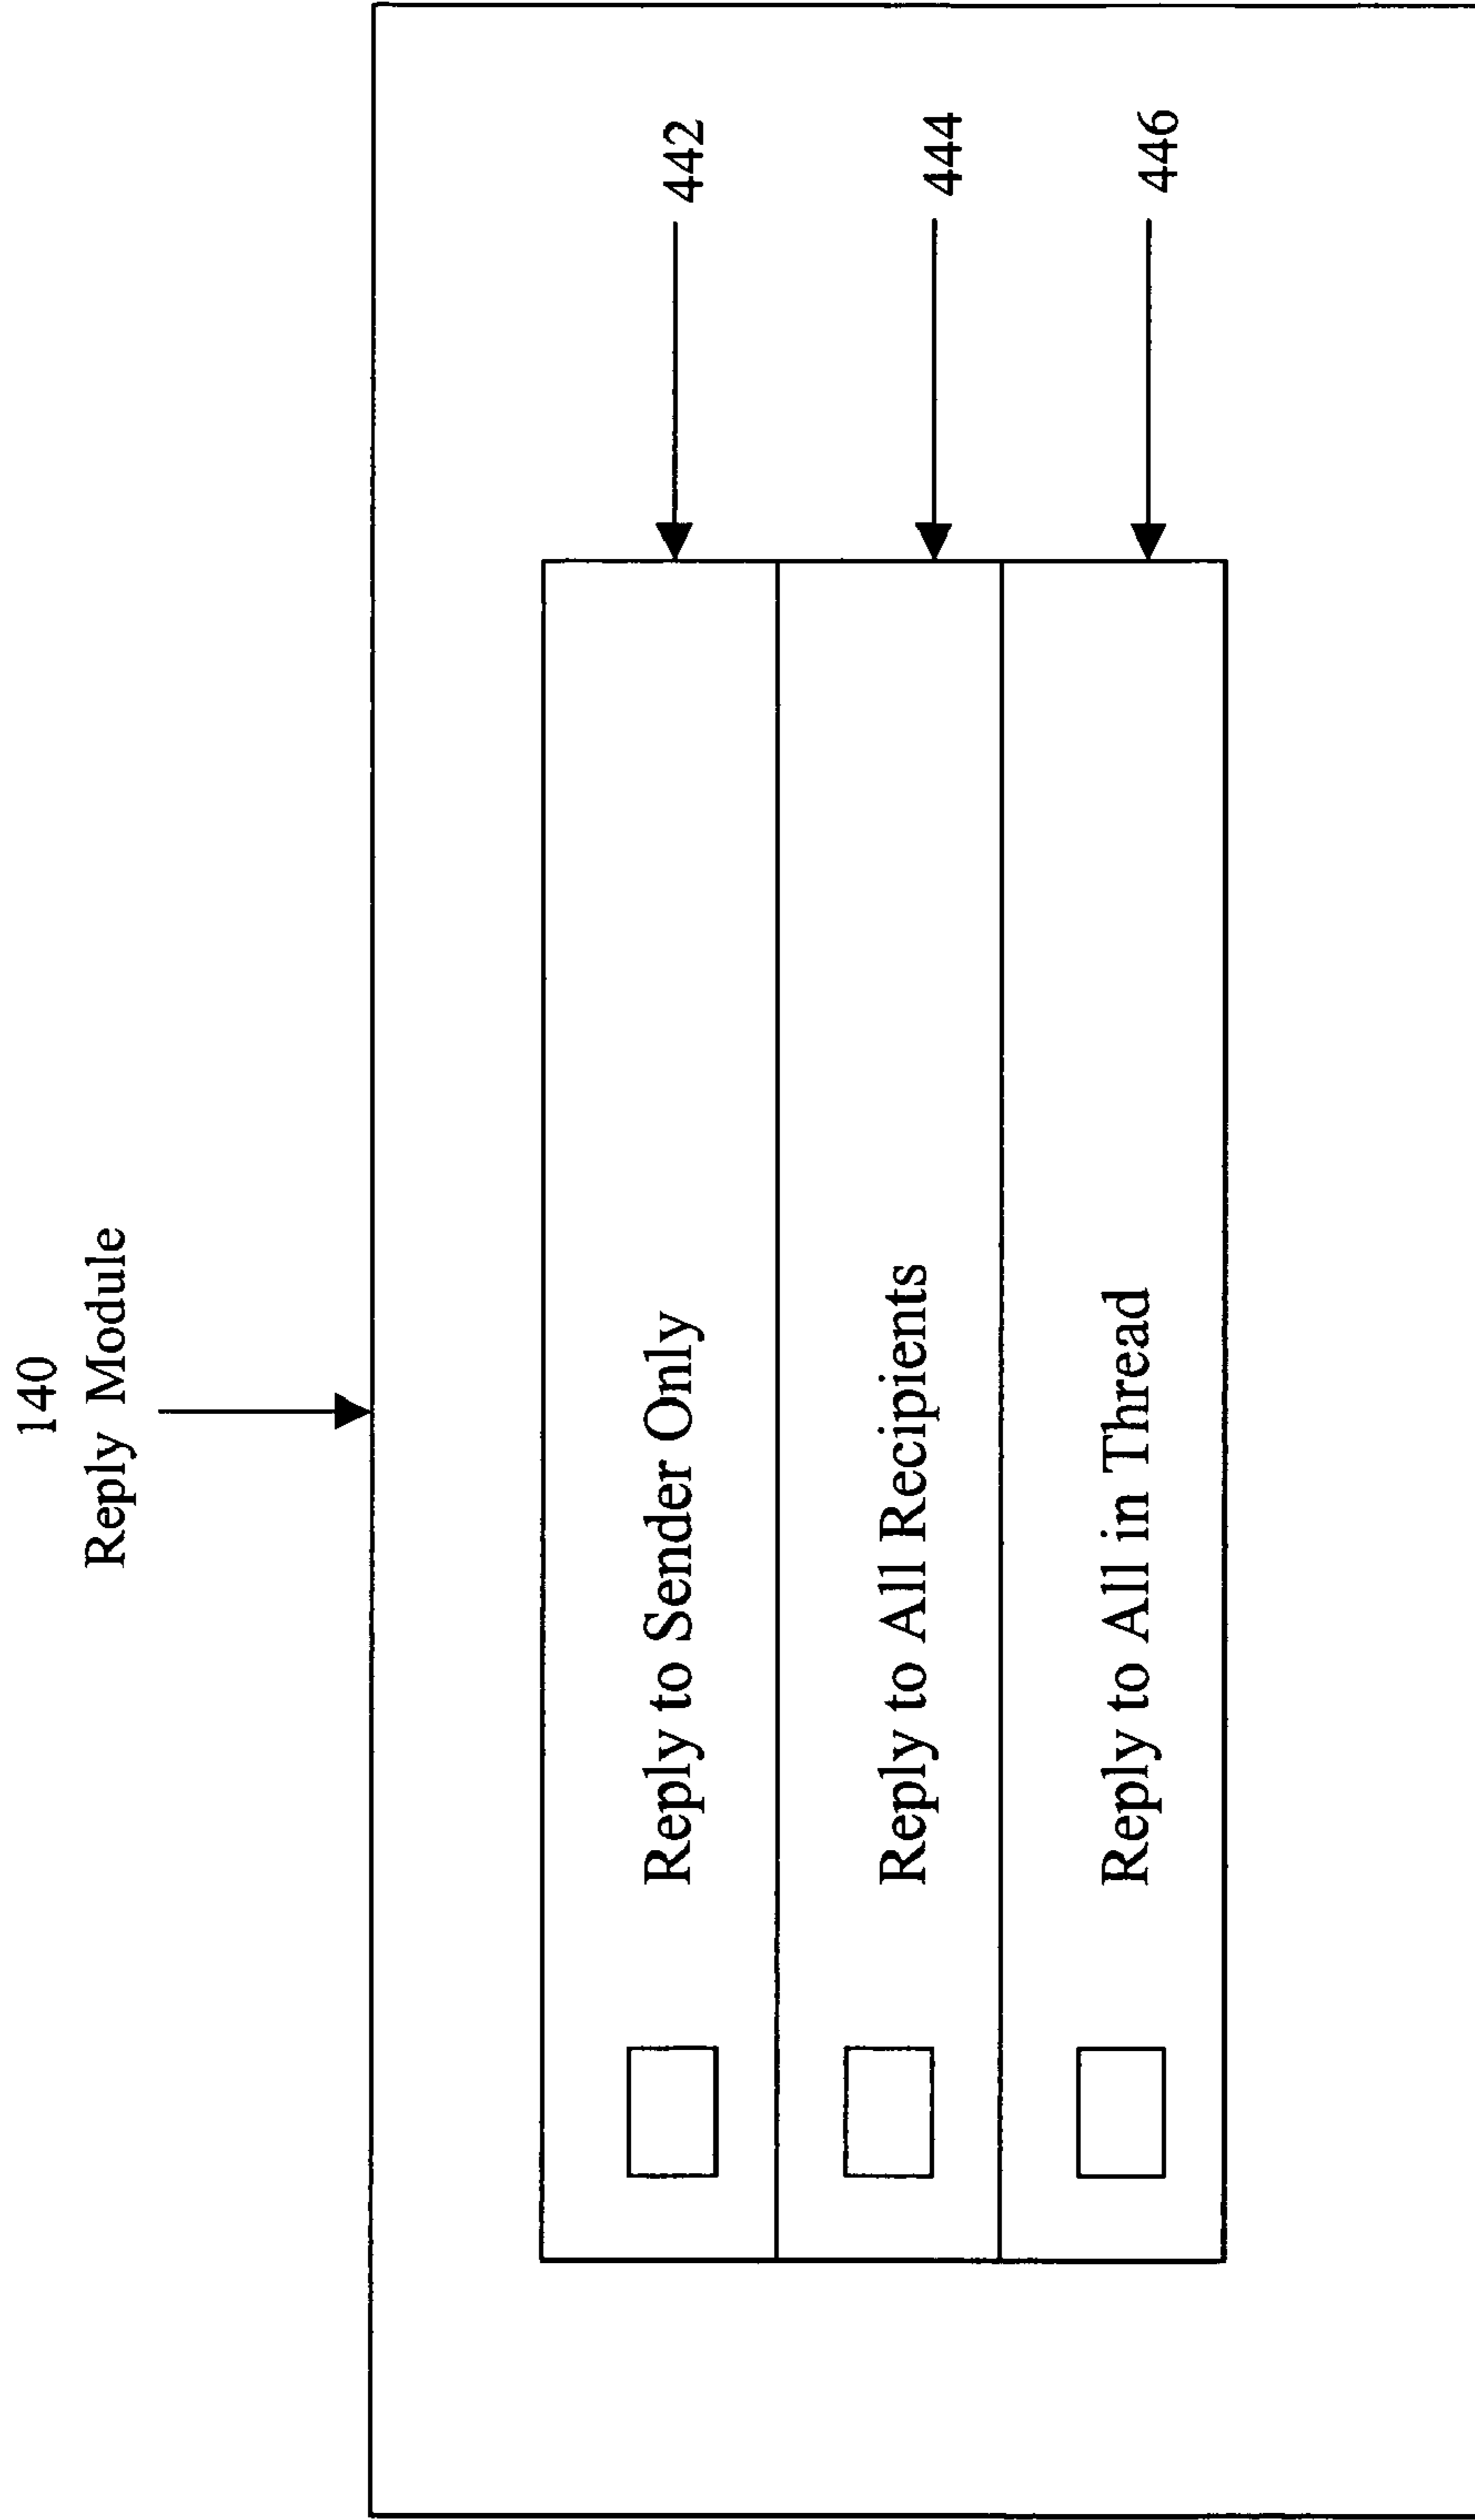 140
Reply Module
Reply to Sender Only
442
Reply to All Recipients
444
Reply to All in Thread
446